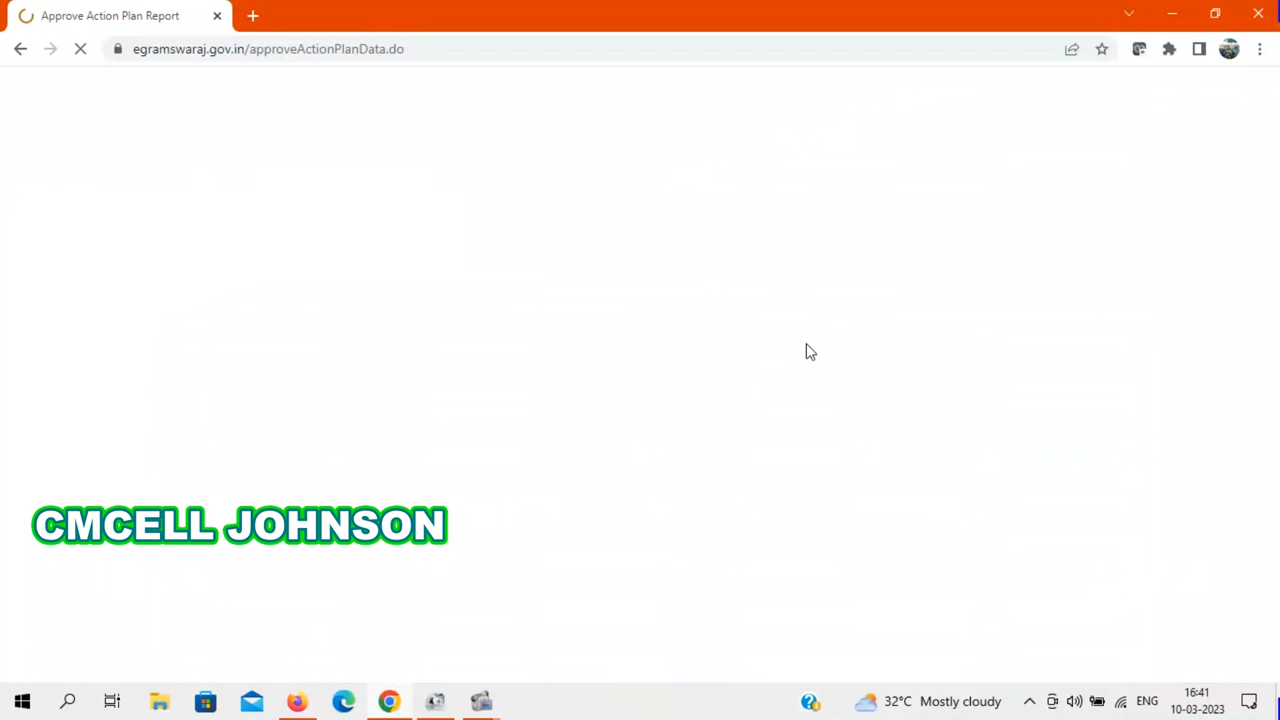 Approve Action Plan Report
egramswaraj.gov.in/approveActionPlanData.do
CMCELL JOHNSON
32°C Mostly cloudy
ENG
16:41
10-03-2023